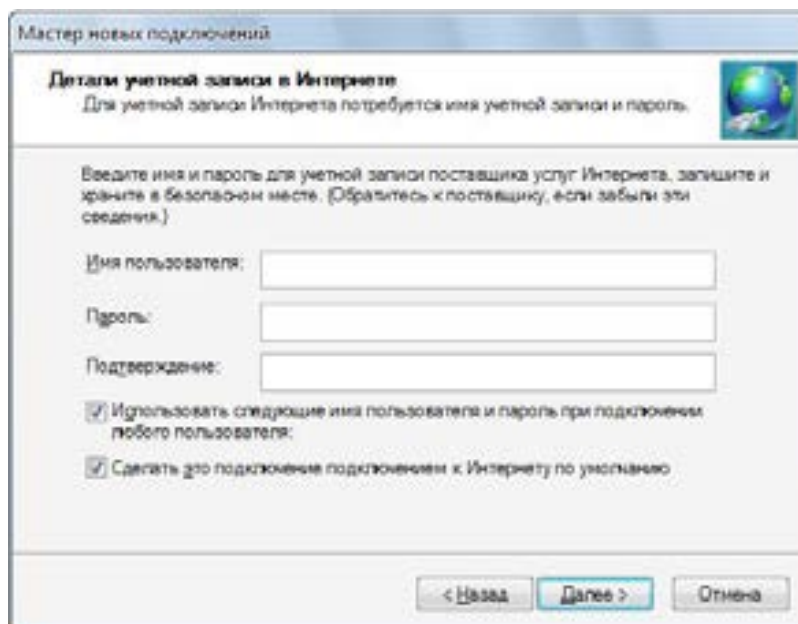 Мастер новых подключений
Детали учетной записи в Интернете
Для учетной записи Интернета потребуется имя учетной записи и пароль.
Введите имя и пароль для учетной записи поставщика услуг Интернета, запишите и
храните в безопасном месте. (Обратитесь к поставщику, если забыли эти
сведения.)
Имя пользователя:
Пароль:
Подтверждение:
Использовать следующие имя пользователя и пароль при подключении
любого пользователя:
Сделать это подключение подключением к Интернету по умолчанию
< Назад
Далее >
Отмена